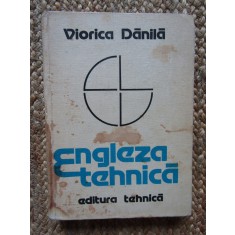 Viorica Dănilă
Engleza
tehnică
editura tehnică